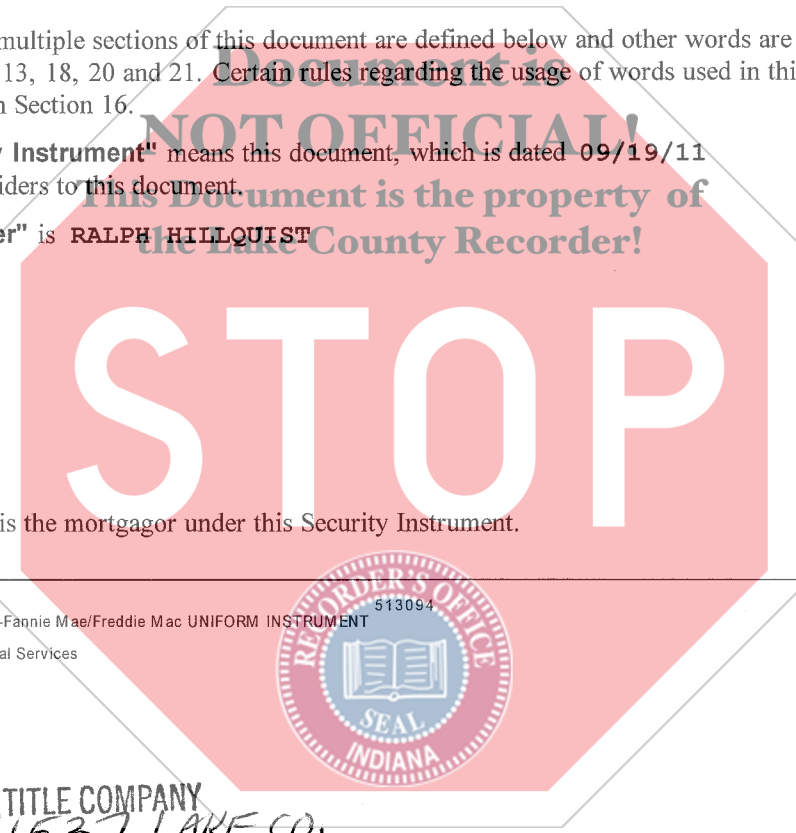 multiple sections of this document are defined below and other words are
13, 18, 20 and 21. Certain rules regarding the usage of words used in thi
n Section 16.
Document is
NOT OFFICIAL!
This Document is the property of
the Lake County Recorder!
y Instrument" means this document, which is dated 09/19/11
iders to this document.
er" is RALPH HILLQUIST
STOP
is the mortgagor under this Security Instrument.
-Fannie Mae/Freddie Mac UNIFORM INSTRUMENT 513094
al Services
RECORDER'S OFFICE
SEAL
INDIANA
TITLE COMPANY
LAKE CO.